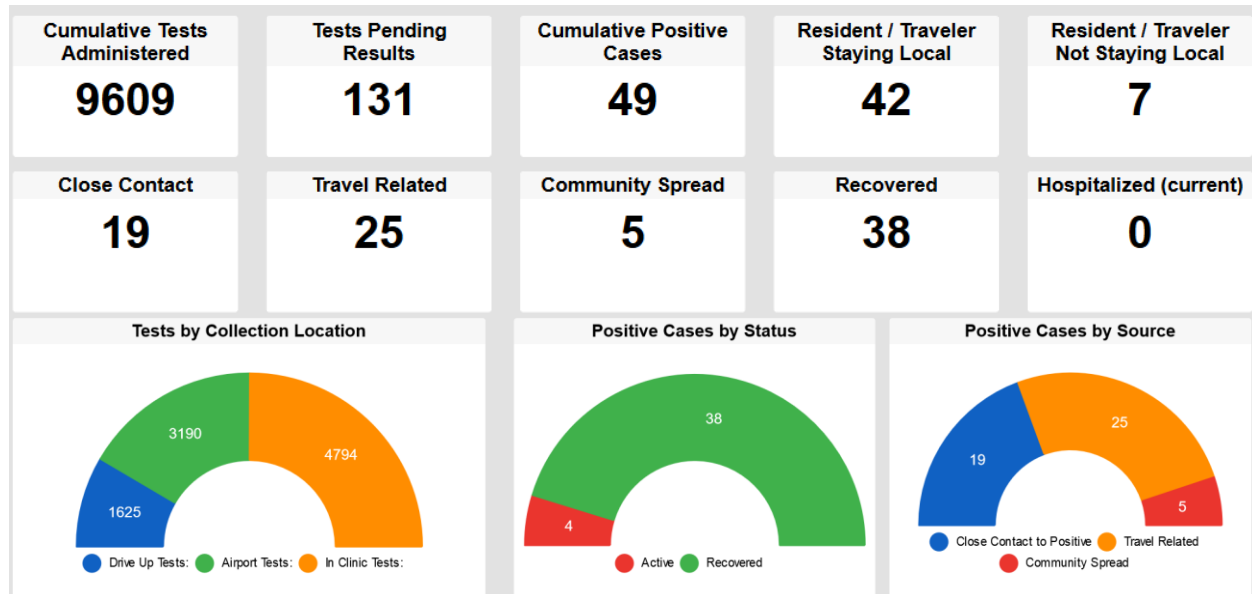 Cumulative Tests
Administered
9609
Tests Pending
Results
131
Cumulative Positive
Cases
49
Resident / Traveler
Staying Local
42
Resident / Traveler
Not Staying Local
7
Close Contact
19
Travel Related
25
Community Spread
5
Recovered
38
Hospitalized (current)
0
Tests by Collection Location
3190
4794
1625
Drive Up Tests: Airport Tests: In Clinic Tests:
Positive Cases by Status
38
4
Active Recovered
Positive Cases by Source
25
19
5
Close Contact to Positive Travel Related
Community Spread